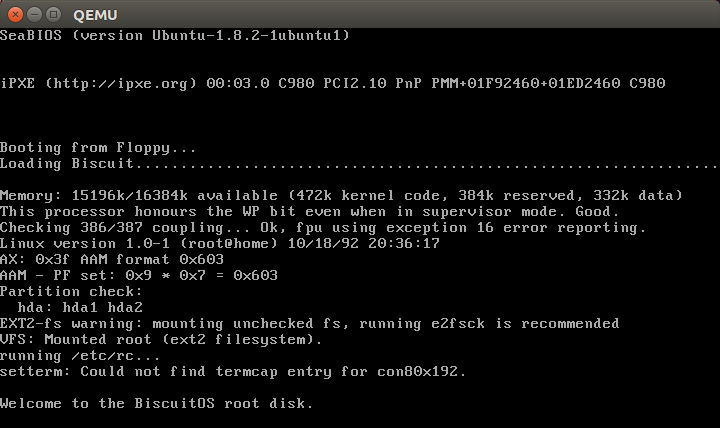 QEMU
SeaBIOS (version Ubuntu-1.8.2-1ubuntu1)
iPXE (http://ipxe.org) 00:03.0 C980 PCI2.10 PnP PMM+01F92460+01ED2460 C980
Booting from Floppy...
Loading Biscuit.........................................................................
Memory: 15196k/16384k available (472k kernel code, 384k reserved, 332k data)
This processor honours the WP bit even when in supervisor mode. Good.
Checking 386/387 coupling... Ok, fpu using exception 16 error reporting.
Linux version 1.0-1 (root@home) 10/18/92 20:36:17
AX: 0x3f AAM format 0x603
AAM - PF set: 0x9 * 0x7 = 0x603
Partition check:
  hda: hda1 hda2
EXT2-fs warning: mounting unchecked fs, running e2fsck is recommended
VFS: Mounted root (ext2 filesystem).
running /etc/rc...
setterm: Could not find termcap entry for con80x192.
Welcome to the BiscuitOS root disk.